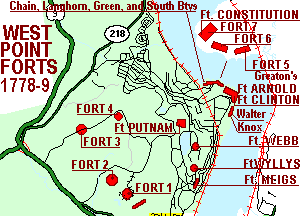 Chain, Langhorn, Green, and South Btys
Ft. CONSTITUTION
WEST
POINT
FORTS
1778-9
9
218
FORT 7
FORT 6
FORT 5
Greaton's
Ft ARNOLD
Ft CLINTON
Walter
Knox
FORT 4
Ft PUTNAM
FORT 3
Ft. WEBB
Ft WYLLYS
FORT 2
Ft. MEIGS
FORT 1